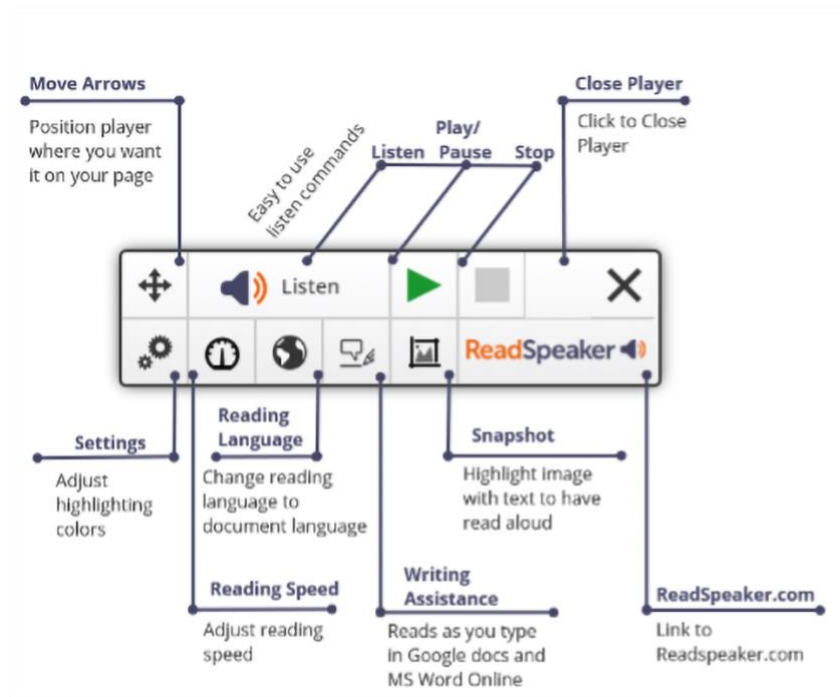 Move Arrows
Position player
where you want
it on your page
Easy to use
listen commands
Listen
Play/
Pause
Stop
Close Player
Click to Close
Player
Listen
ReadSpeaker
Settings
Adjust
highlighting
colors
Reading
Language
Change reading
language to
document language
Snapshot
Highlight image
with text to have
read aloud
Reading Speed
Adjust reading
speed
Writing
Assistance
Reads as you type
in Google docs and
MS Word Online
ReadSpeaker.com
Link to
Readspeaker.com